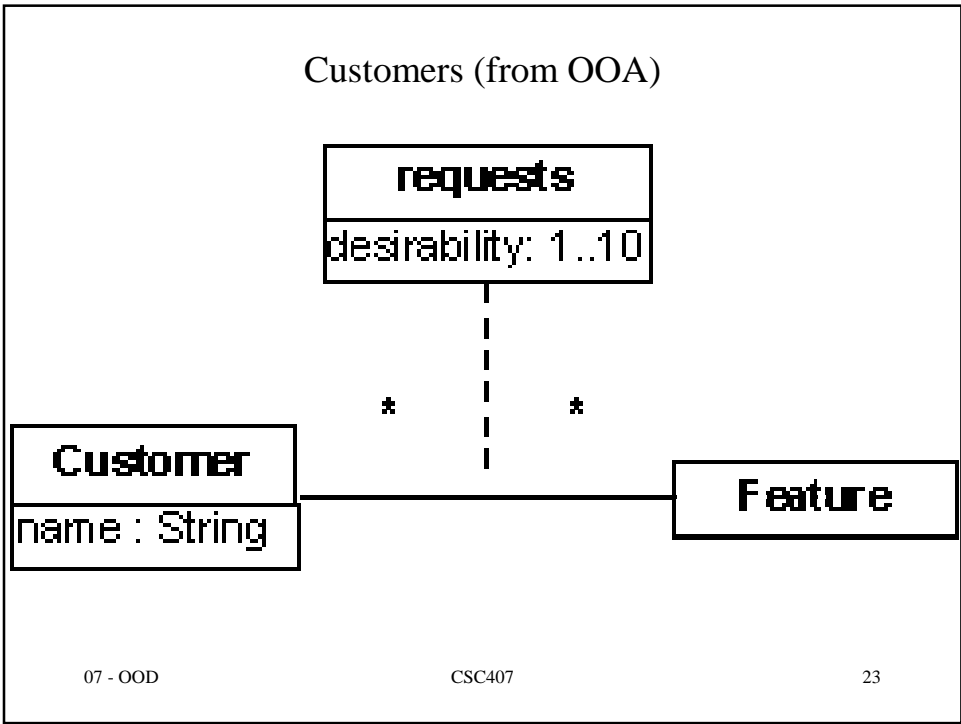 Customers (from OOA)
requests
desirability: 1..10
* *
Customer
name : String
Feature
07 - OOD CSC407 23